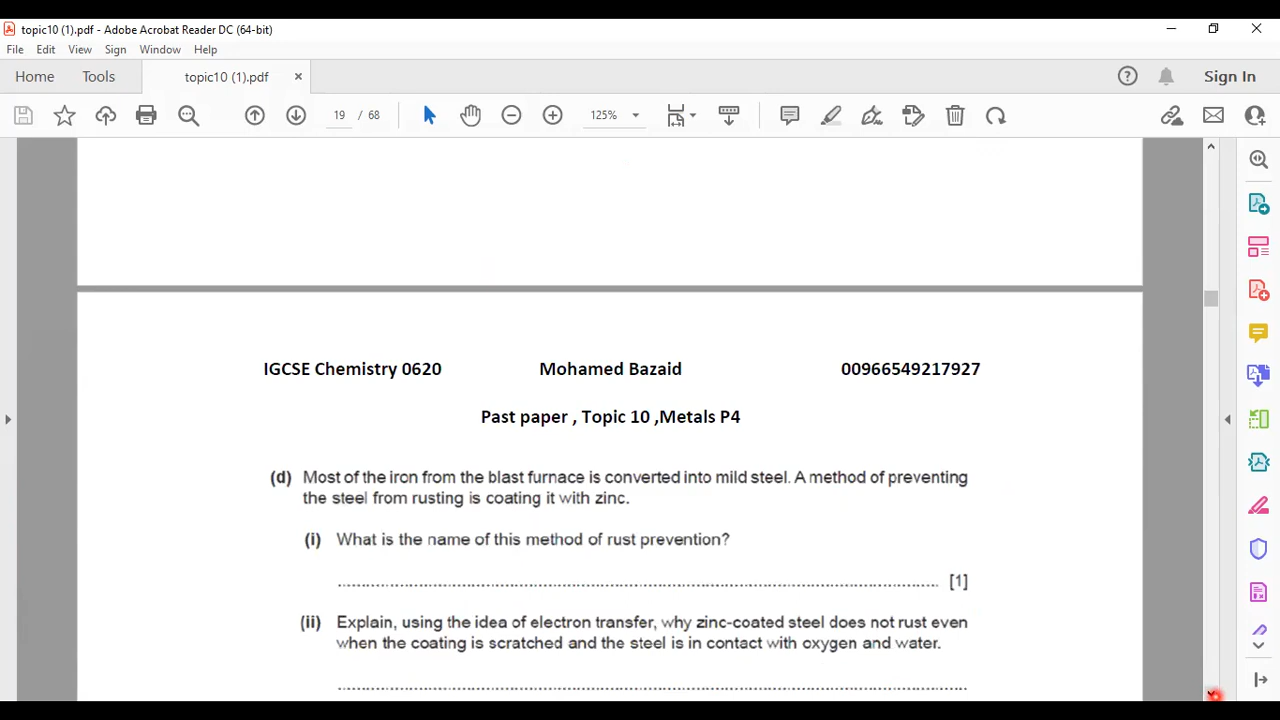 topic10 (1).pdf - Adobe Acrobat Reader DC (64-bit)
File Edit View Sign Window Help
Home Tools topic10 (1).pdf Sign In
19 / 68 125%
IGCSE Chemistry 0620 Mohamed Bazaid 00966549217927
Past paper , Topic 10 ,Metals P4
(d) Most of the iron from the blast furnace is converted into mild steel. A method of preventing
the steel from rusting is coating it with zinc.
(i) What is the name of this method of rust prevention?
[1]
(ii) Explain, using the idea of electron transfer, why zinc-coated steel does not rust even
when the coating is scratched and the steel is in contact with oxygen and water.